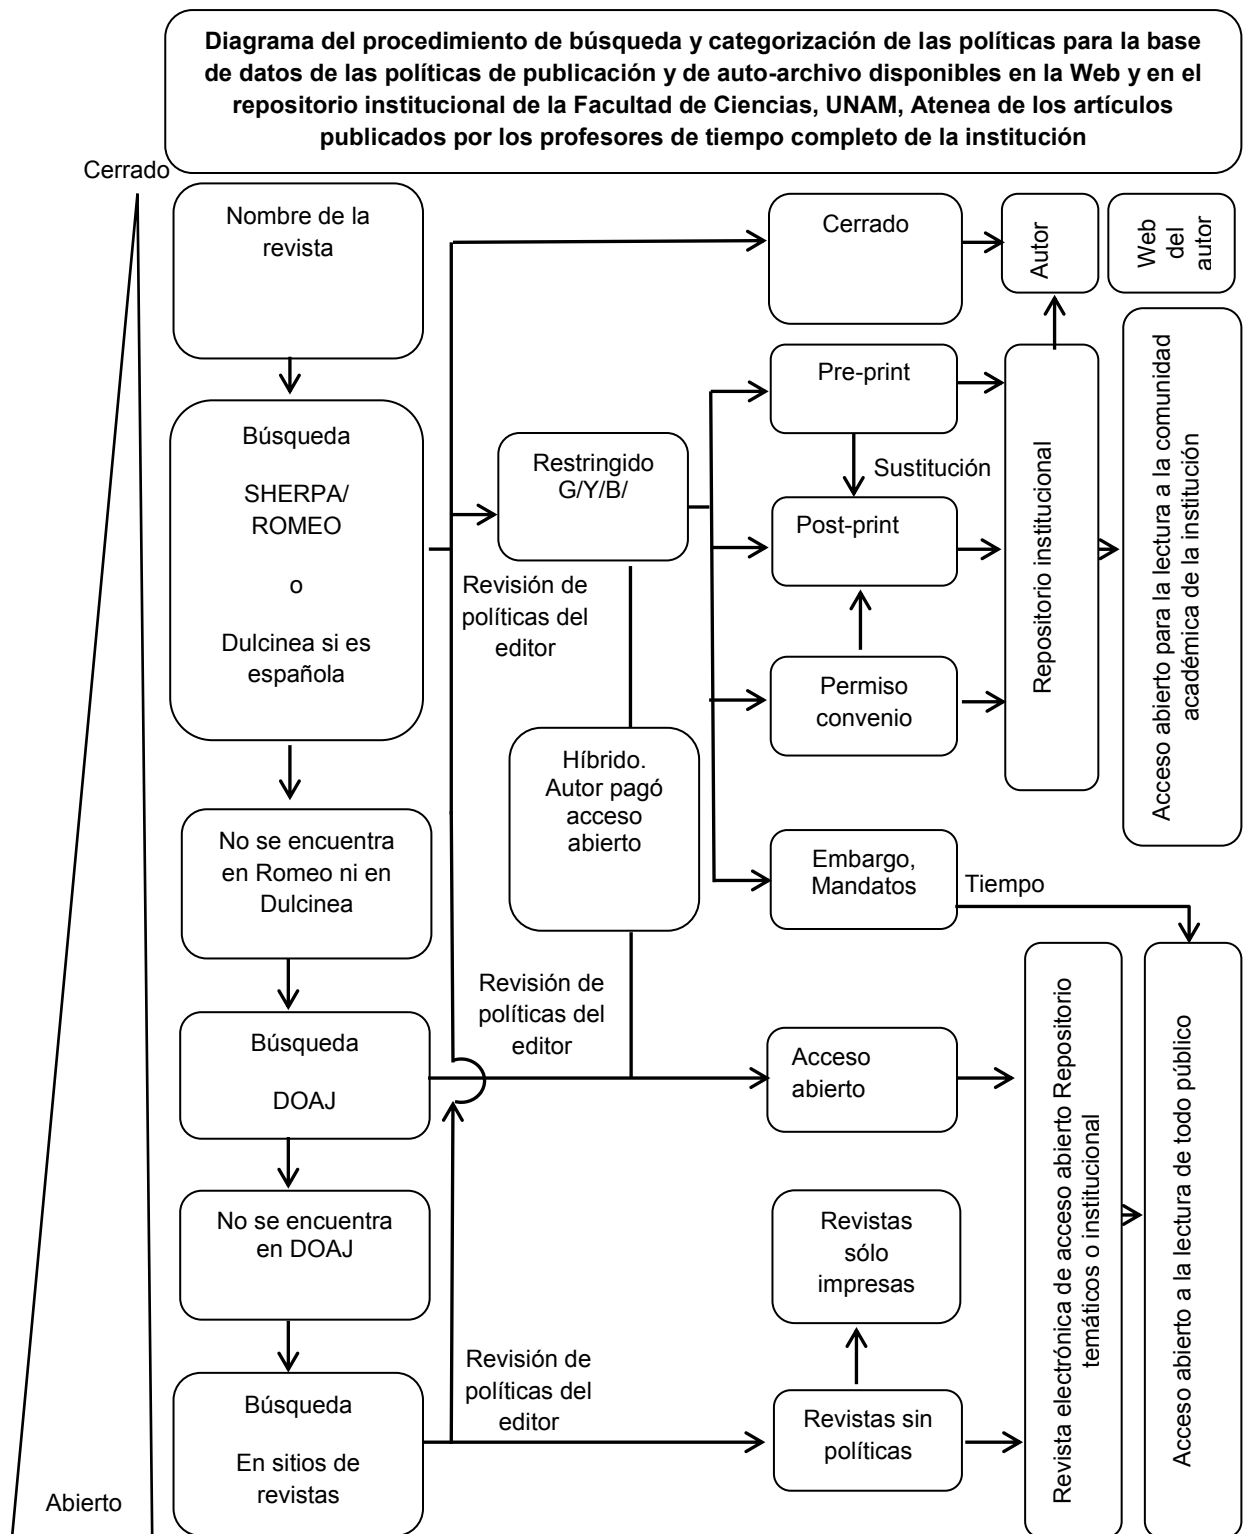 Diagrama del procedimiento de búsqueda y categorización de las políticas para la base
de datos de las políticas de publicación y de auto-archivo disponibles en la Web y en el
repositorio institucional de la Facultad de Ciencias, UNAM, Atenea de los artículos
publicados por los profesores de tiempo completo de la institución
Cerrado
Nombre de la
revista
Cerrado
Autor
Web
del
autor
Búsqueda
SHERPA/
ROMEO
o
Dulcinea si es
española
Restringido
G/Y/B/
Revisión de
políticas del
editor
Pre-print
Sustitución
Post-print
Permiso
convenio
Repositorio institucional
Acceso abierto para la lectura a la comunidad
académica de la institución
Híbrido.
Autor pagó
acceso
abierto
No se encuentra
en Romeo ni en
Dulcinea
Embargo,
Mandatos
Tiempo
Búsqueda
DOAJ
Revisión de
políticas del
editor
Acceso
abierto
Revista electrónica de acceso abierto Repositorio
temáticos o institucional
Acceso abierto a la lectura de todo público
No se encuentra
en DOAJ
Revistas
sólo
impresas
Búsqueda
En sitios de
revistas
Revisión de
políticas del
editor
Revistas sin
políticas
Abierto